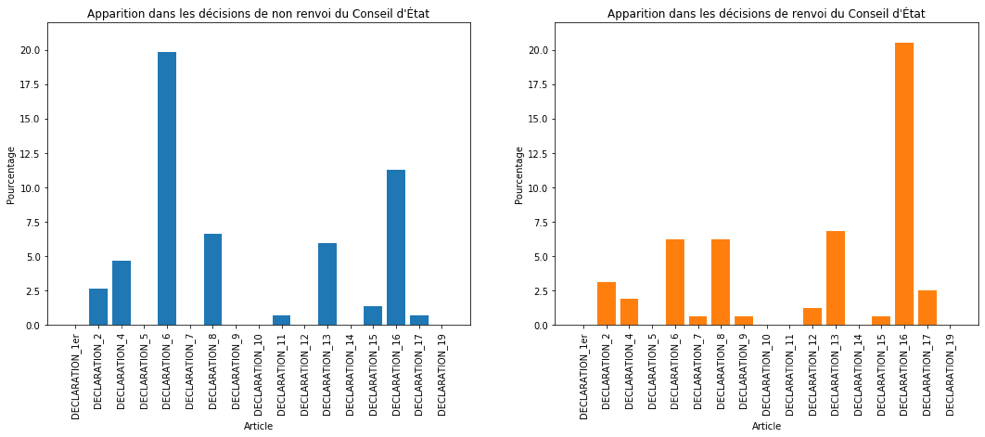 Apparition dans les décisions de non renvoi du Conseil d'État
Pourcentage
20.0
17.5
15.0
12.5
10.0
7.5
5.0
2.5
0.0
DECLARATION_1er
DECLARATION_2
DECLARATION_4
DECLARATION_5
DECLARATION_6
DECLARATION_7
DECLARATION_8
DECLARATION_9
DECLARATION_10
DECLARATION_11
DECLARATION_12
DECLARATION_13
DECLARATION_14
DECLARATION_15
DECLARATION_16
DECLARATION_17
DECLARATION_19
Article
Apparition dans les décisions de renvoi du Conseil d'État
Pourcentage
20.0
17.5
15.0
12.5
10.0
7.5
5.0
2.5
0.0
DECLARATION_1er
DECLARATION_2
DECLARATION_4
DECLARATION_5
DECLARATION_6
DECLARATION_7
DECLARATION_8
DECLARATION_9
DECLARATION_10
DECLARATION_11
DECLARATION_12
DECLARATION_13
DECLARATION_14
DECLARATION_15
DECLARATION_16
DECLARATION_17
DECLARATION_19
Article